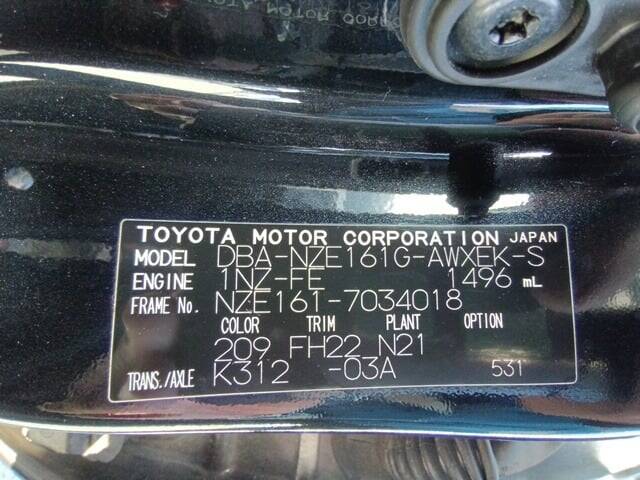 TOYOTA MOTOR CORPORATION JAPAN
MODEL DBA-NZE161G-AWXEK-S
ENGINE 1NZ-FE 1496 mL
FRAME No. NZE161-7034018
COLOR TRIM PLANT OPTION
209 FH22 N21
TRANS./AXLE K312 -03A 531